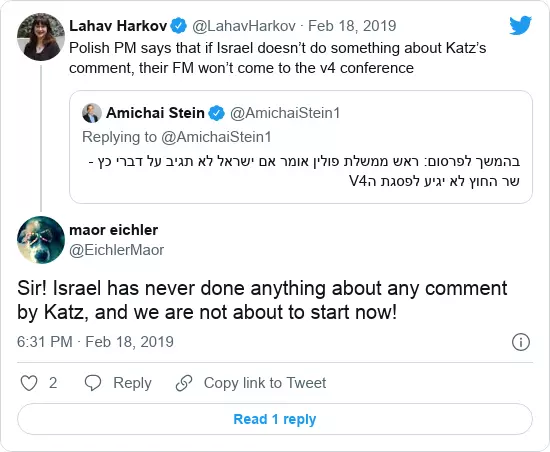 Lahav Harkov @LahavHarkov · Feb 18, 2019
Polish PM says that if Israel doesn’t do something about Katz’s
comment, their FM won’t come to the v4 conference
Amichai Stein @AmichaiStein1
Replying to @AmichaiStein1
בהמשך לפרסום: ראש ממשלת פולין אומר אם ישראל לא תגיב על דברי כץ -
שר החוץ לא יגיע לפסגת הV4
maor eichler
@EichlerMaor
Sir! Israel has never done anything about any comment
by Katz, and we are not about to start now!
6:31 PM · Feb 18, 2019
2 Reply Copy link to Tweet
Read 1 reply